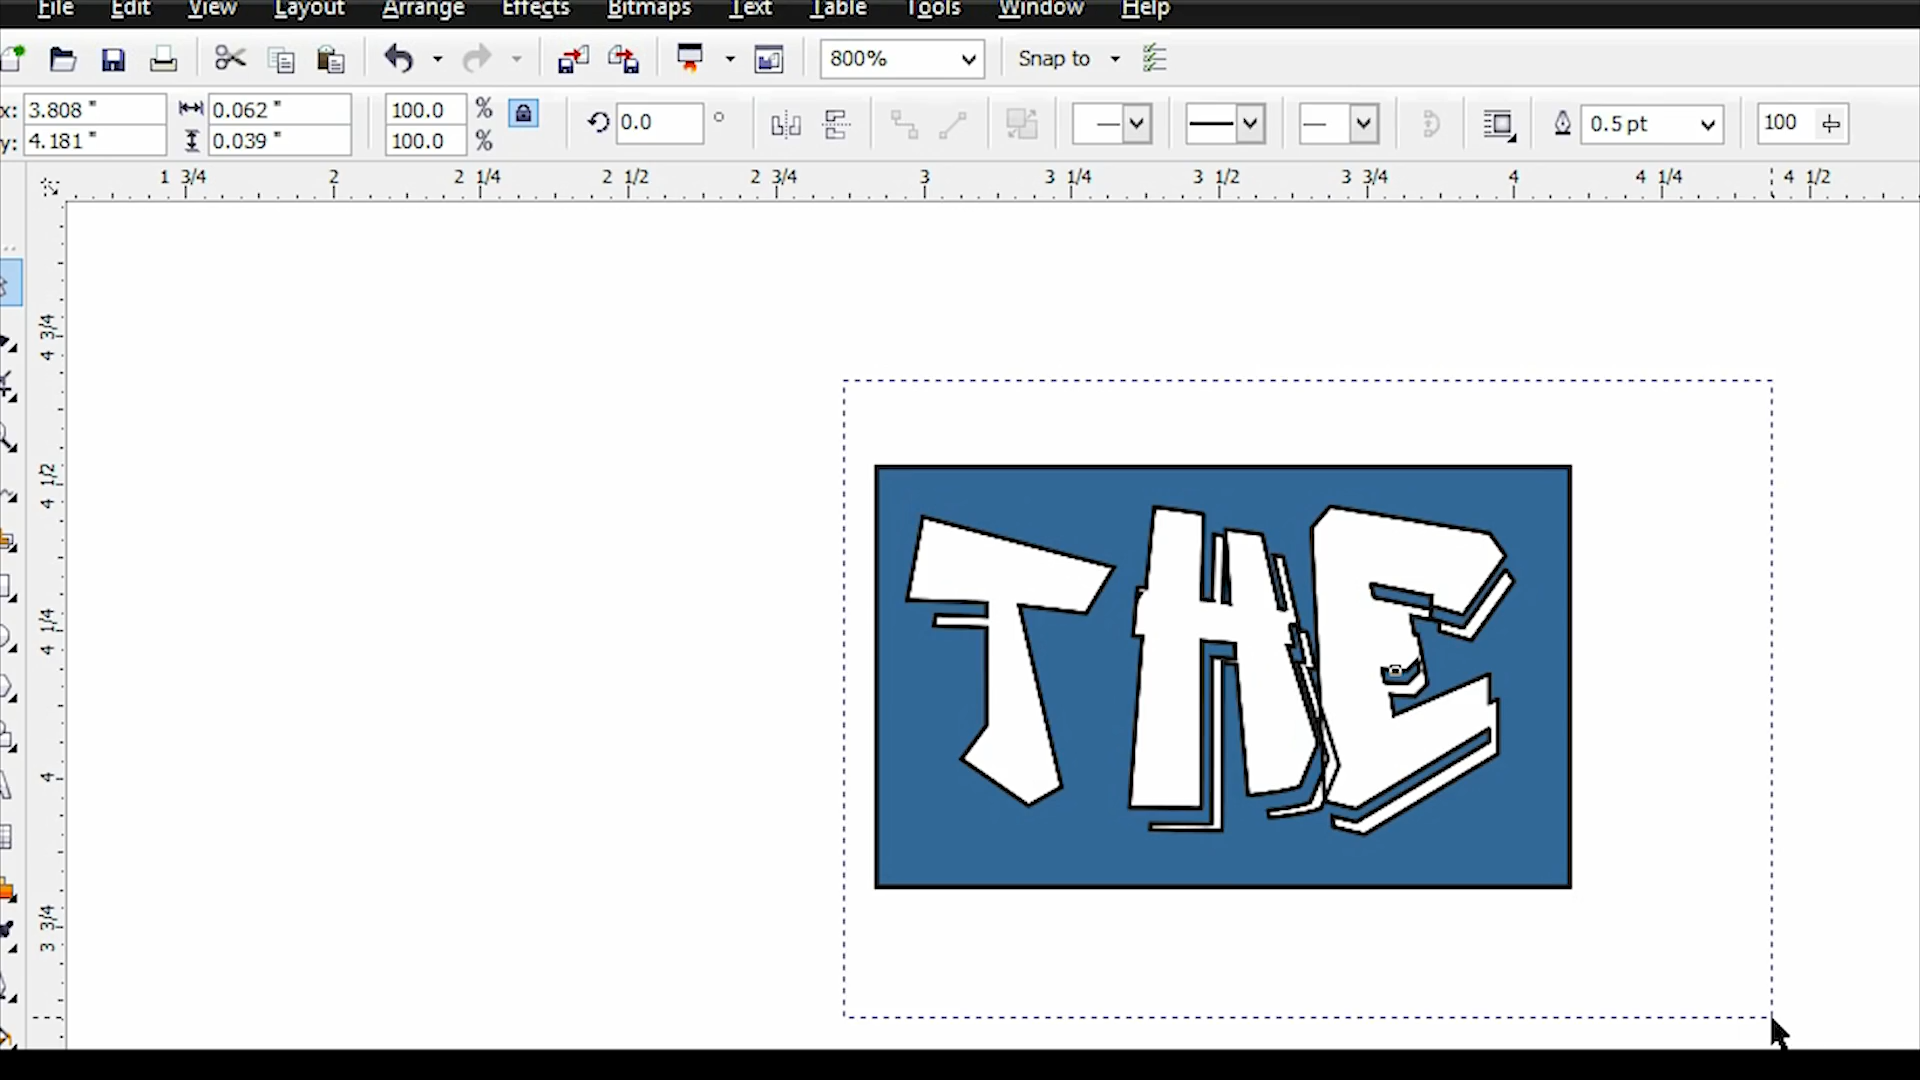 File Edit View Layout Arrange Effects Bitmaps Text Table Tools Window Help
800% Snap to
x: 3.808 " 0.062 " 100.0 % 0.0 ° 0.5 pt 100
y: 4.181 " 0.039 " 100.0 %
1 3/4 2 2 1/4 2 1/2 2 3/4 3 3 1/4 3 1/2 3 3/4 4 4 1/4 4 1/2
4 3/4
4 1/2
4 1/4
4
3 3/4
THE